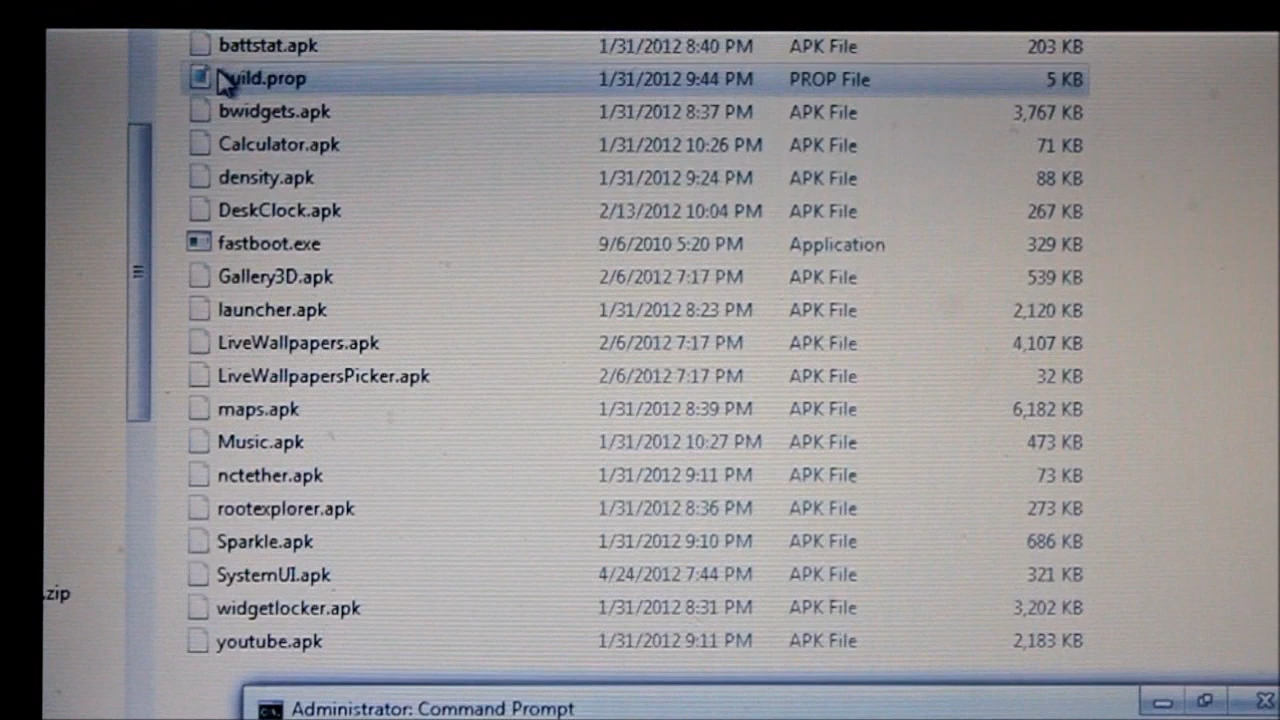 battstat.apk 1/31/2012 8:40 PM APK File 203 KB
build.prop 1/31/2012 9:44 PM PROP File 5 KB
bwidgets.apk 1/31/2012 8:37 PM APK File 3,767 KB
Calculator.apk 1/31/2012 10:26 PM APK File 71 KB
density.apk 1/31/2012 9:24 PM APK File 88 KB
DeskClock.apk 2/13/2012 10:04 PM APK File 267 KB
fastboot.exe 9/6/2010 5:20 PM Application 329 KB
Gallery3D.apk 2/6/2012 7:17 PM APK File 539 KB
launcher.apk 1/31/2012 8:23 PM APK File 2,120 KB
LiveWallpapers.apk 2/6/2012 7:17 PM APK File 4,107 KB
LiveWallpapersPicker.apk 2/6/2012 7:17 PM APK File 32 KB
maps.apk 1/31/2012 8:39 PM APK File 6,182 KB
Music.apk 1/31/2012 10:27 PM APK File 473 KB
nctether.apk 1/31/2012 9:11 PM APK File 73 KB
rootexplorer.apk 1/31/2012 8:36 PM APK File 273 KB
Sparkle.apk 1/31/2012 9:10 PM APK File 686 KB
SystemUI.apk 4/24/2012 7:44 PM APK File 321 KB
.zip
widgetlocker.apk 1/31/2012 8:31 PM APK File 3,202 KB
youtube.apk 1/31/2012 9:11 PM APK File 2,183 KB
Administrator: Command Prompt